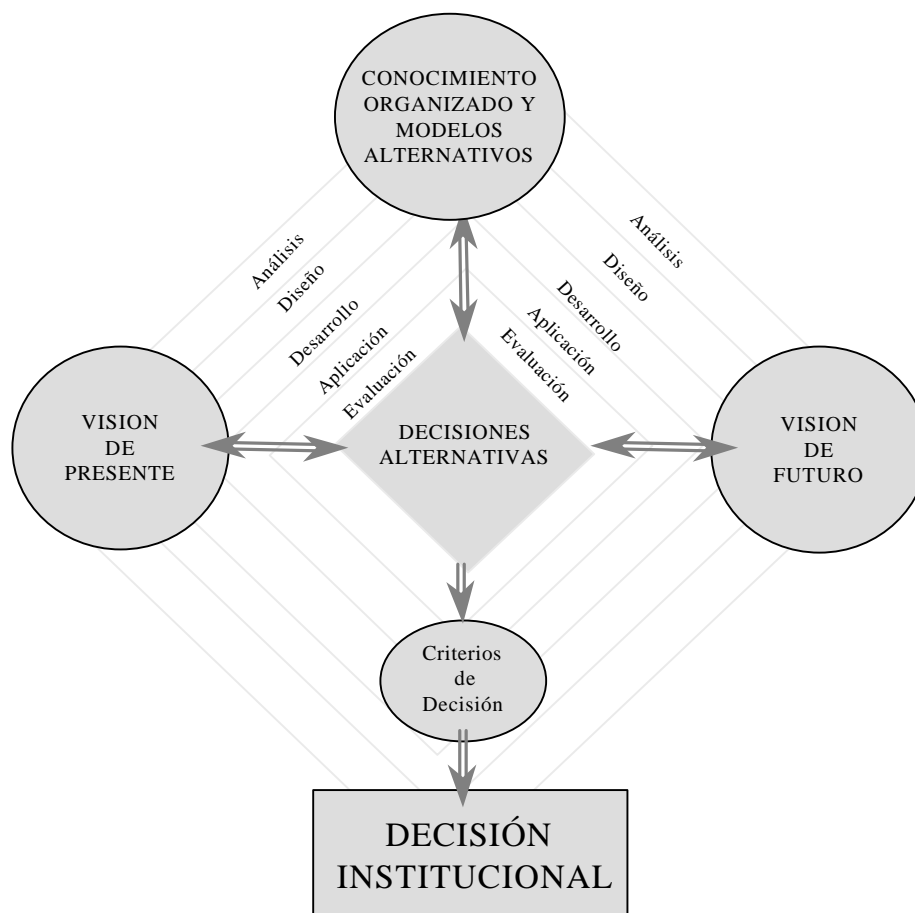 CONOCIMIENTO
ORGANIZADO Y
MODELOS
ALTERNATIVOS
Análisis
Diseño
Desarrollo
Aplicación
Evaluación
Análisis
Diseño
Desarrollo
Aplicación
Evaluación
VISION
DE
PRESENTE
DECISIONES
ALTERNATIVAS
VISION
DE
FUTURO
Criterios
de
Decisión
DECISIÓN
INSTITUCIONAL